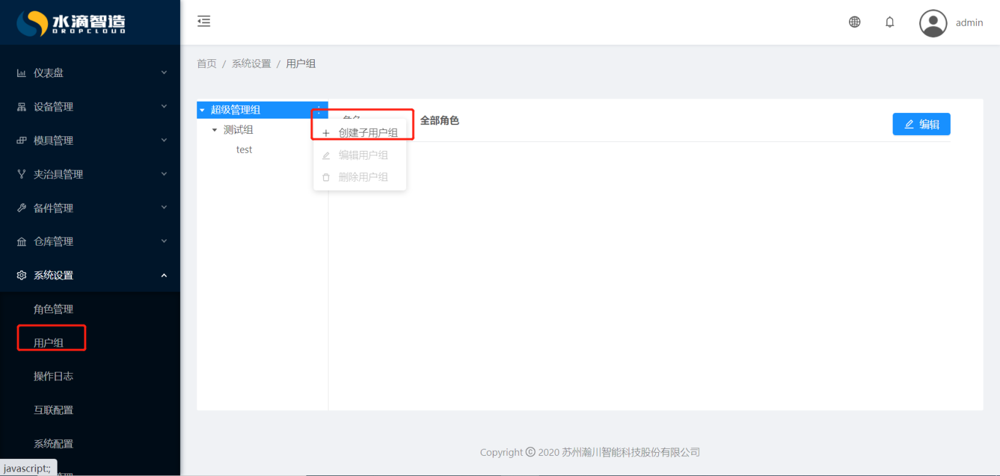 水滴智造
DROPCLOUD
admin
首页 / 系统设置 / 用户组
仪表盘
设备管理
模具管理
夹治具管理
备件管理
仓库管理
系统设置
角色管理
用户组
操作日志
互联配置
系统配置
管理
javascript:;
超级管理组
测试组
test
角色
全部角色
编辑
创建子用户组
编辑用户组
删除用户组
Copyright © 2020 苏州瀚川智能科技股份有限公司